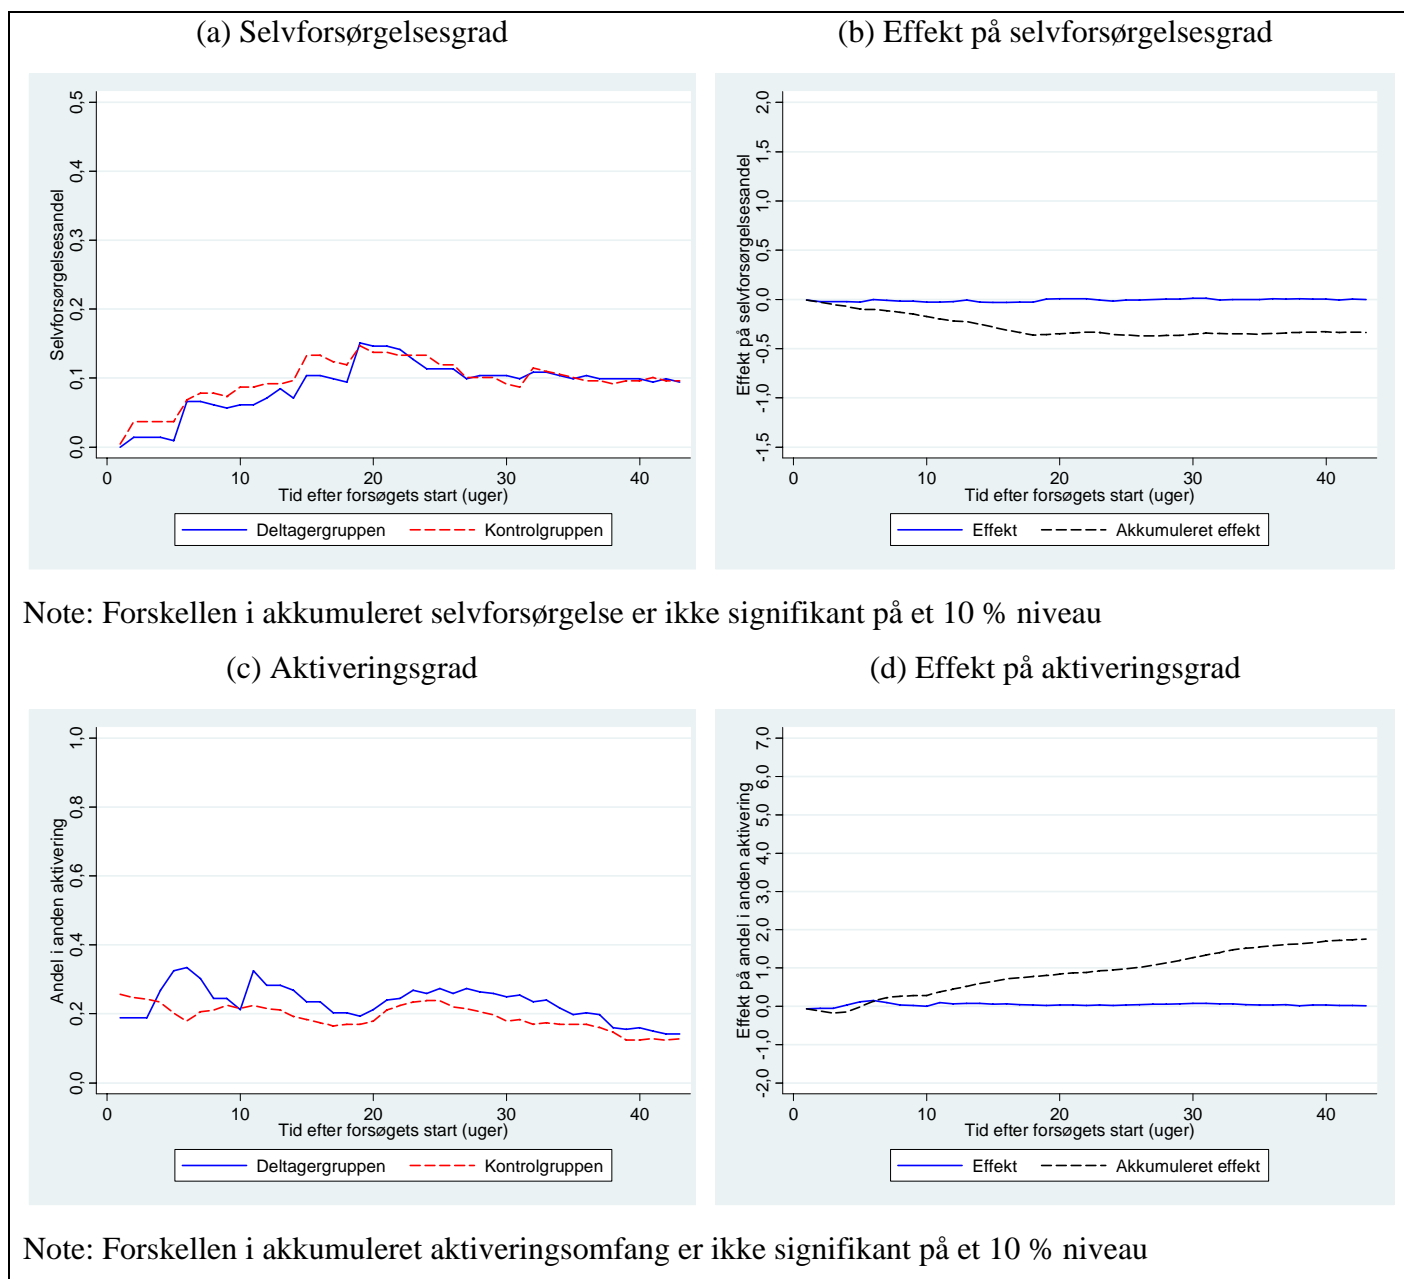 (a) Selvforsørgelsesgrad
(b) Effekt på selvforsørgelsesgrad
Selvforsørgelsesandel
0,5
0,4
0,3
0,2
0,1
0,0
0 10 20 30 40
Tid efter forsøgets start (uger)
Deltagergruppen Kontrolgruppen
Effekt på selvforsørgelsesandel
2,0
1,5
1,0
0,5
0,0
-0,5
-1,0
-1,5
0 10 20 30 40
Tid efter forsøgets start (uger)
Effekt Akkumuleret effekt
Note: Forskellen i akkumuleret selvforsørgelse er ikke signifikant på et 10 % niveau
(c) Aktiveringsgrad
(d) Effekt på aktiveringsgrad
Andel i anden aktivering
1,0
0,8
0,6
0,4
0,2
0,0
0 10 20 30 40
Tid efter forsøgets start (uger)
Deltagergruppen Kontrolgruppen
Effekt på andel i anden aktivering
7,0
6,0
5,0
4,0
3,0
2,0
1,0
0,0
-1,0
-2,0
0 10 20 30 40
Tid efter forsøgets start (uger)
Effekt Akkumuleret effekt
Note: Forskellen i akkumuleret aktiveringsomfang er ikke signifikant på et 10 % niveau